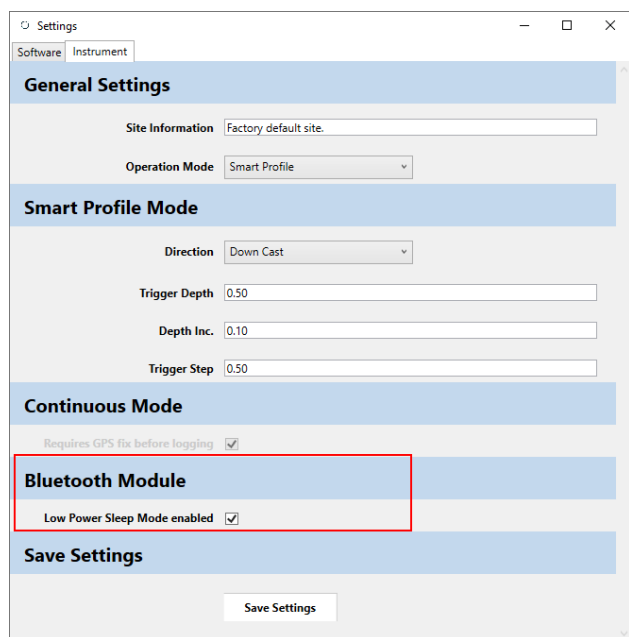 Settings
Software Instrument
General Settings
Site Information Factory default site.
Operation Mode Smart Profile
Smart Profile Mode
Direction Down Cast
Trigger Depth 0.50
Depth Inc. 0.10
Trigger Step 0.50
Continuous Mode
Requires GPS fix before logging
Bluetooth Module
Low Power Sleep Mode enabled
Save Settings
Save Settings